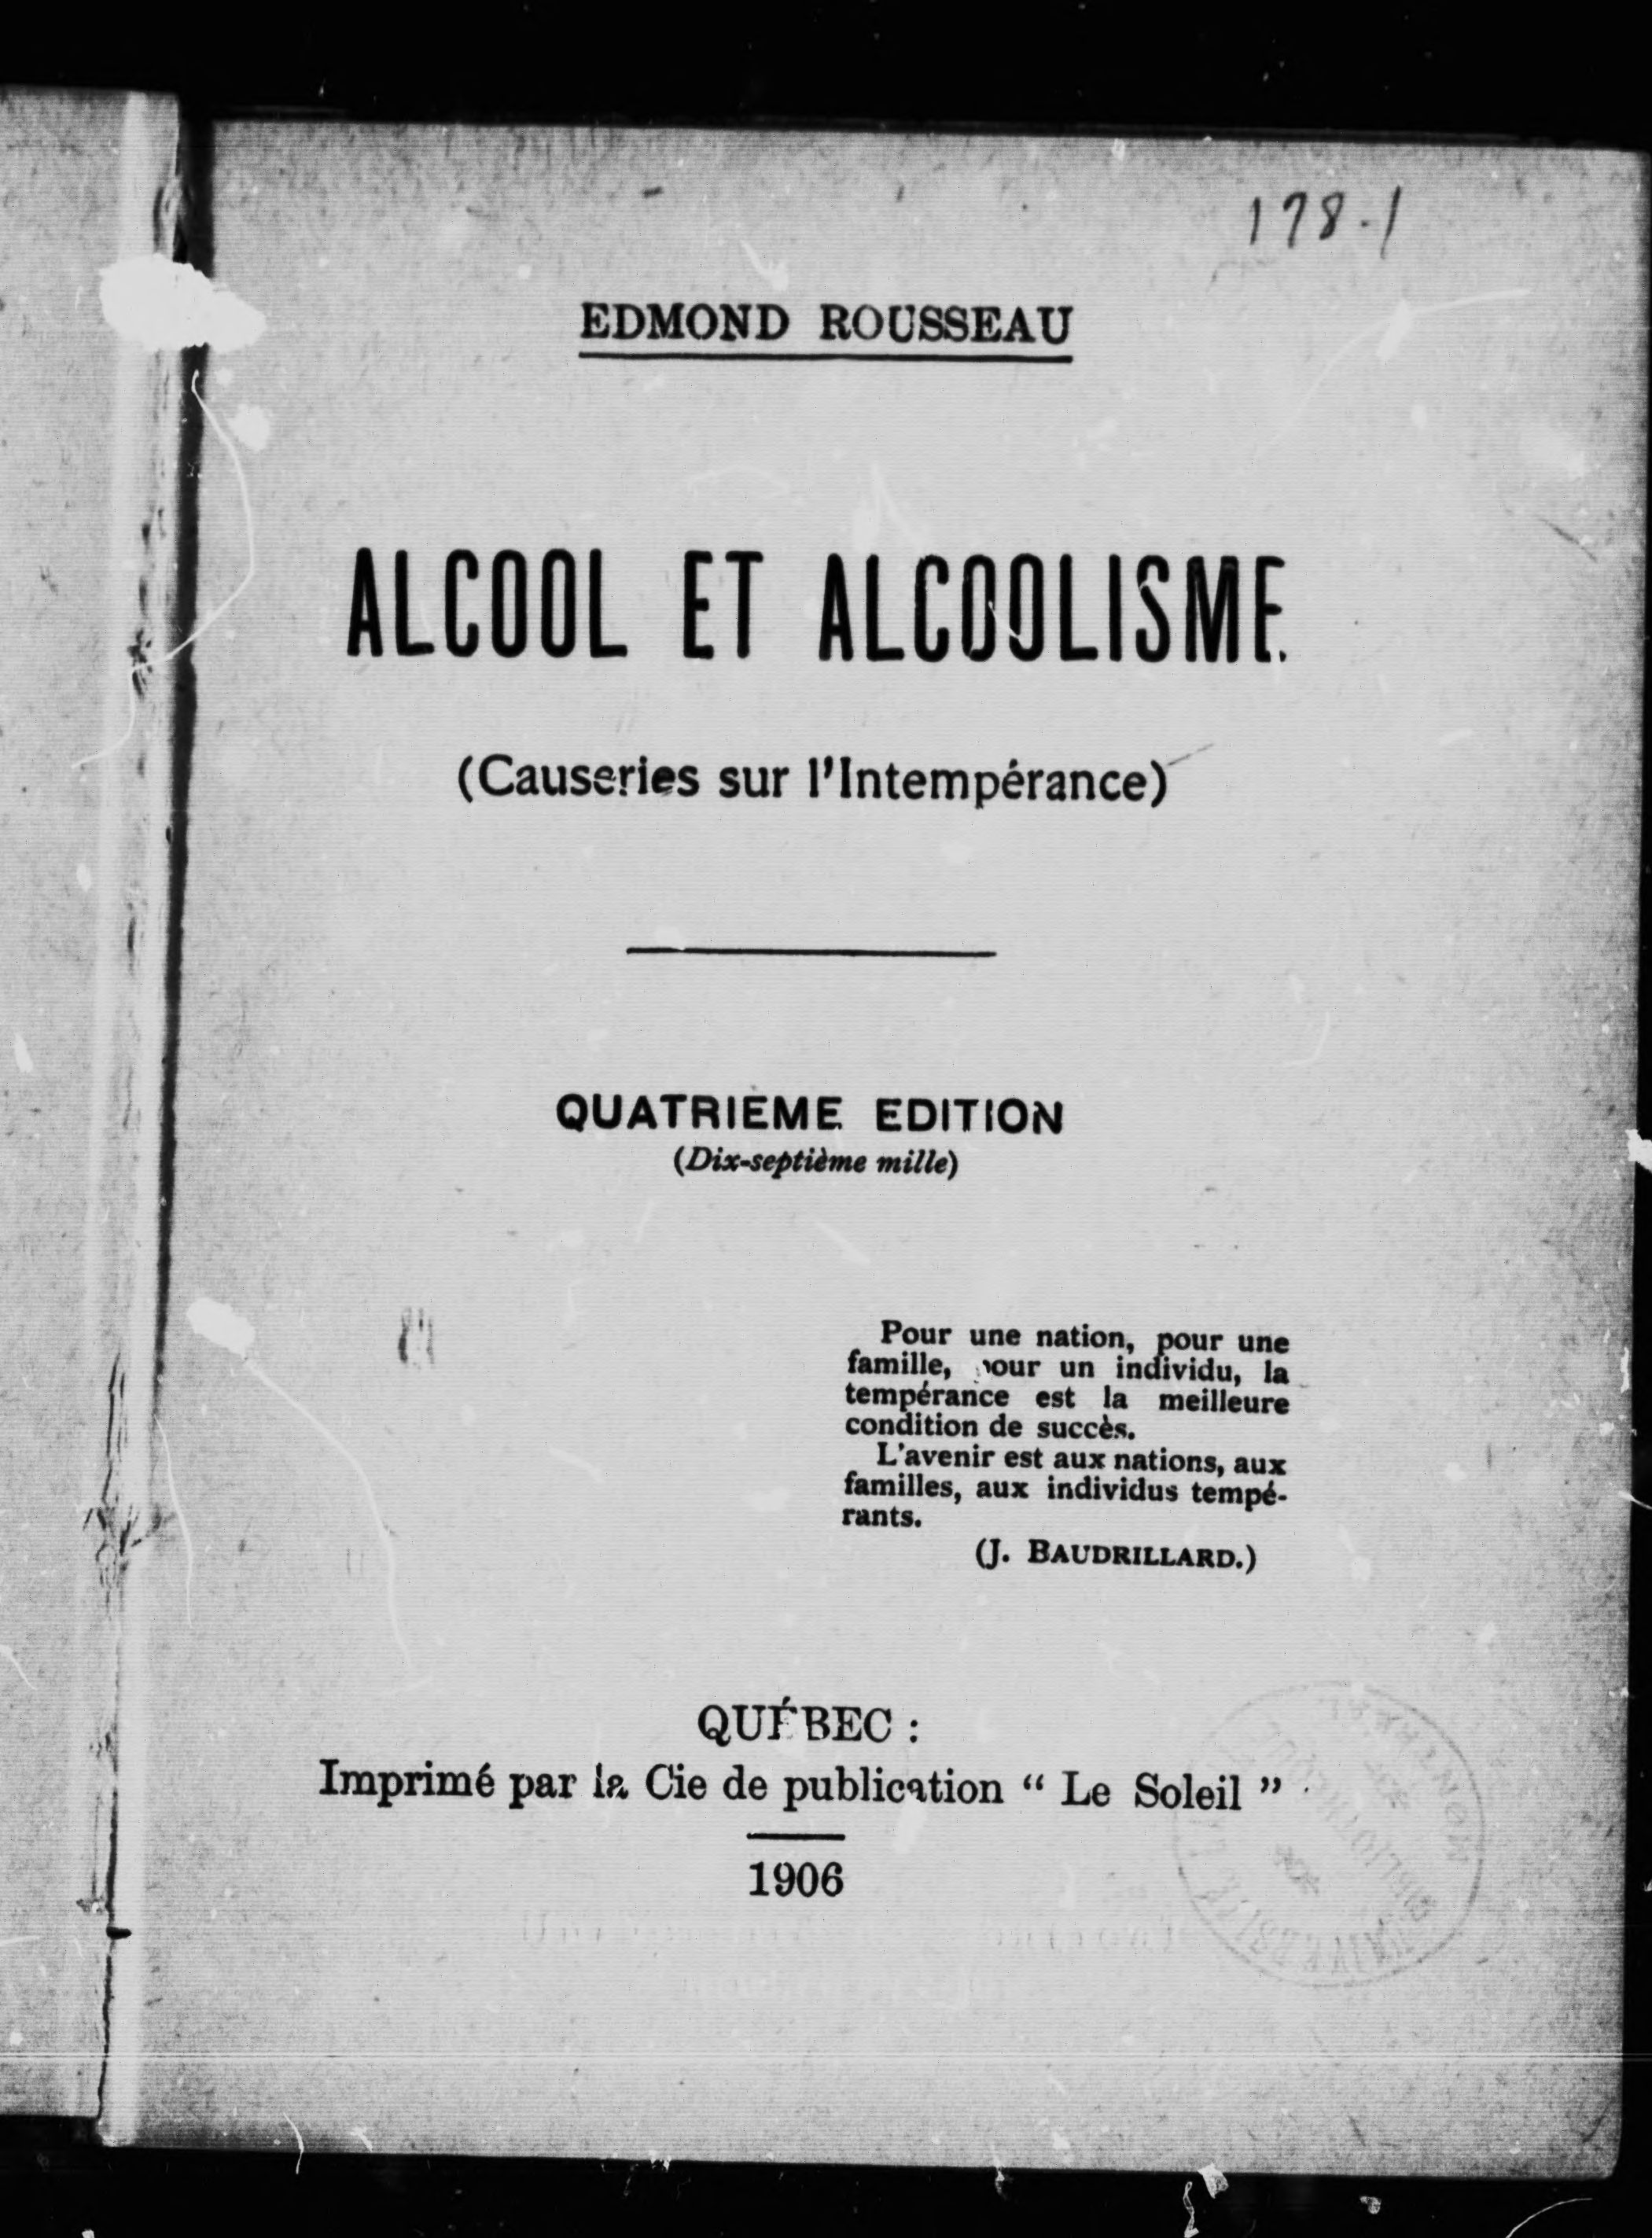 178.1
EDMOND ROUSSEAU
ALCOOL ET ALCOOLISME
(Causeries sur l'Intempérance)
QUATRIÈME EDITION
(Dix-septième mille)
Pour une nation, pour une
famille, pour un individu, la
tempérance est la meilleure
condition de succès.
L'avenir est aux nations, aux
familles, aux individus tempé-
rants.
(J. BAUDRILLARD.)
QUÉBEC :
Imprimé par la Cie de publication " Le Soleil "
1906